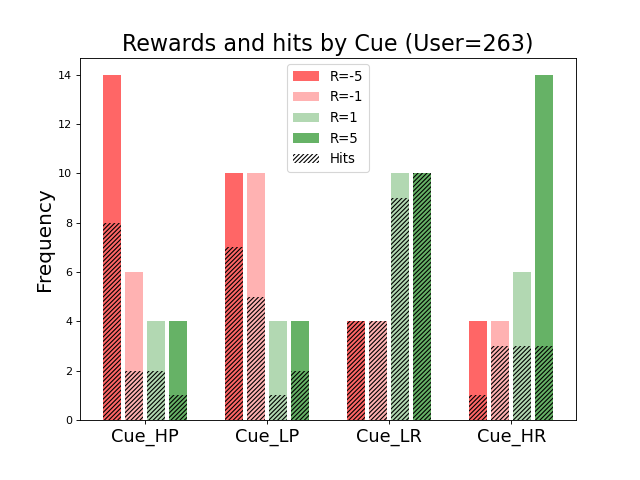 Rewards and hits by Cue (User=263)
R=-5
R=-1
R=1
R=5
Hits
Frequency
14
12
10
8
6
4
2
0
Cue_HP
Cue_LP
Cue_LR
Cue_HR